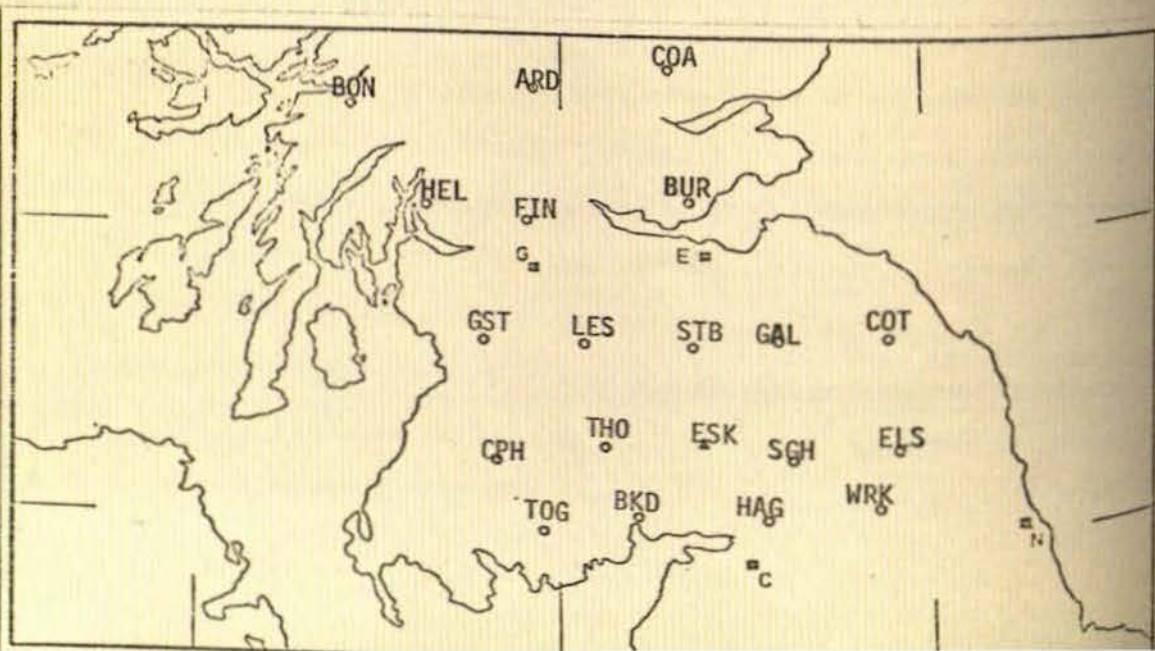 COA
BON
ARD
HEL
BUR
FIN
G
E
GST
LES
STB
GAL
COT
THO
ESK
CPH
SGH
ELS
TOG
BKD
HAG
WRK
N
C